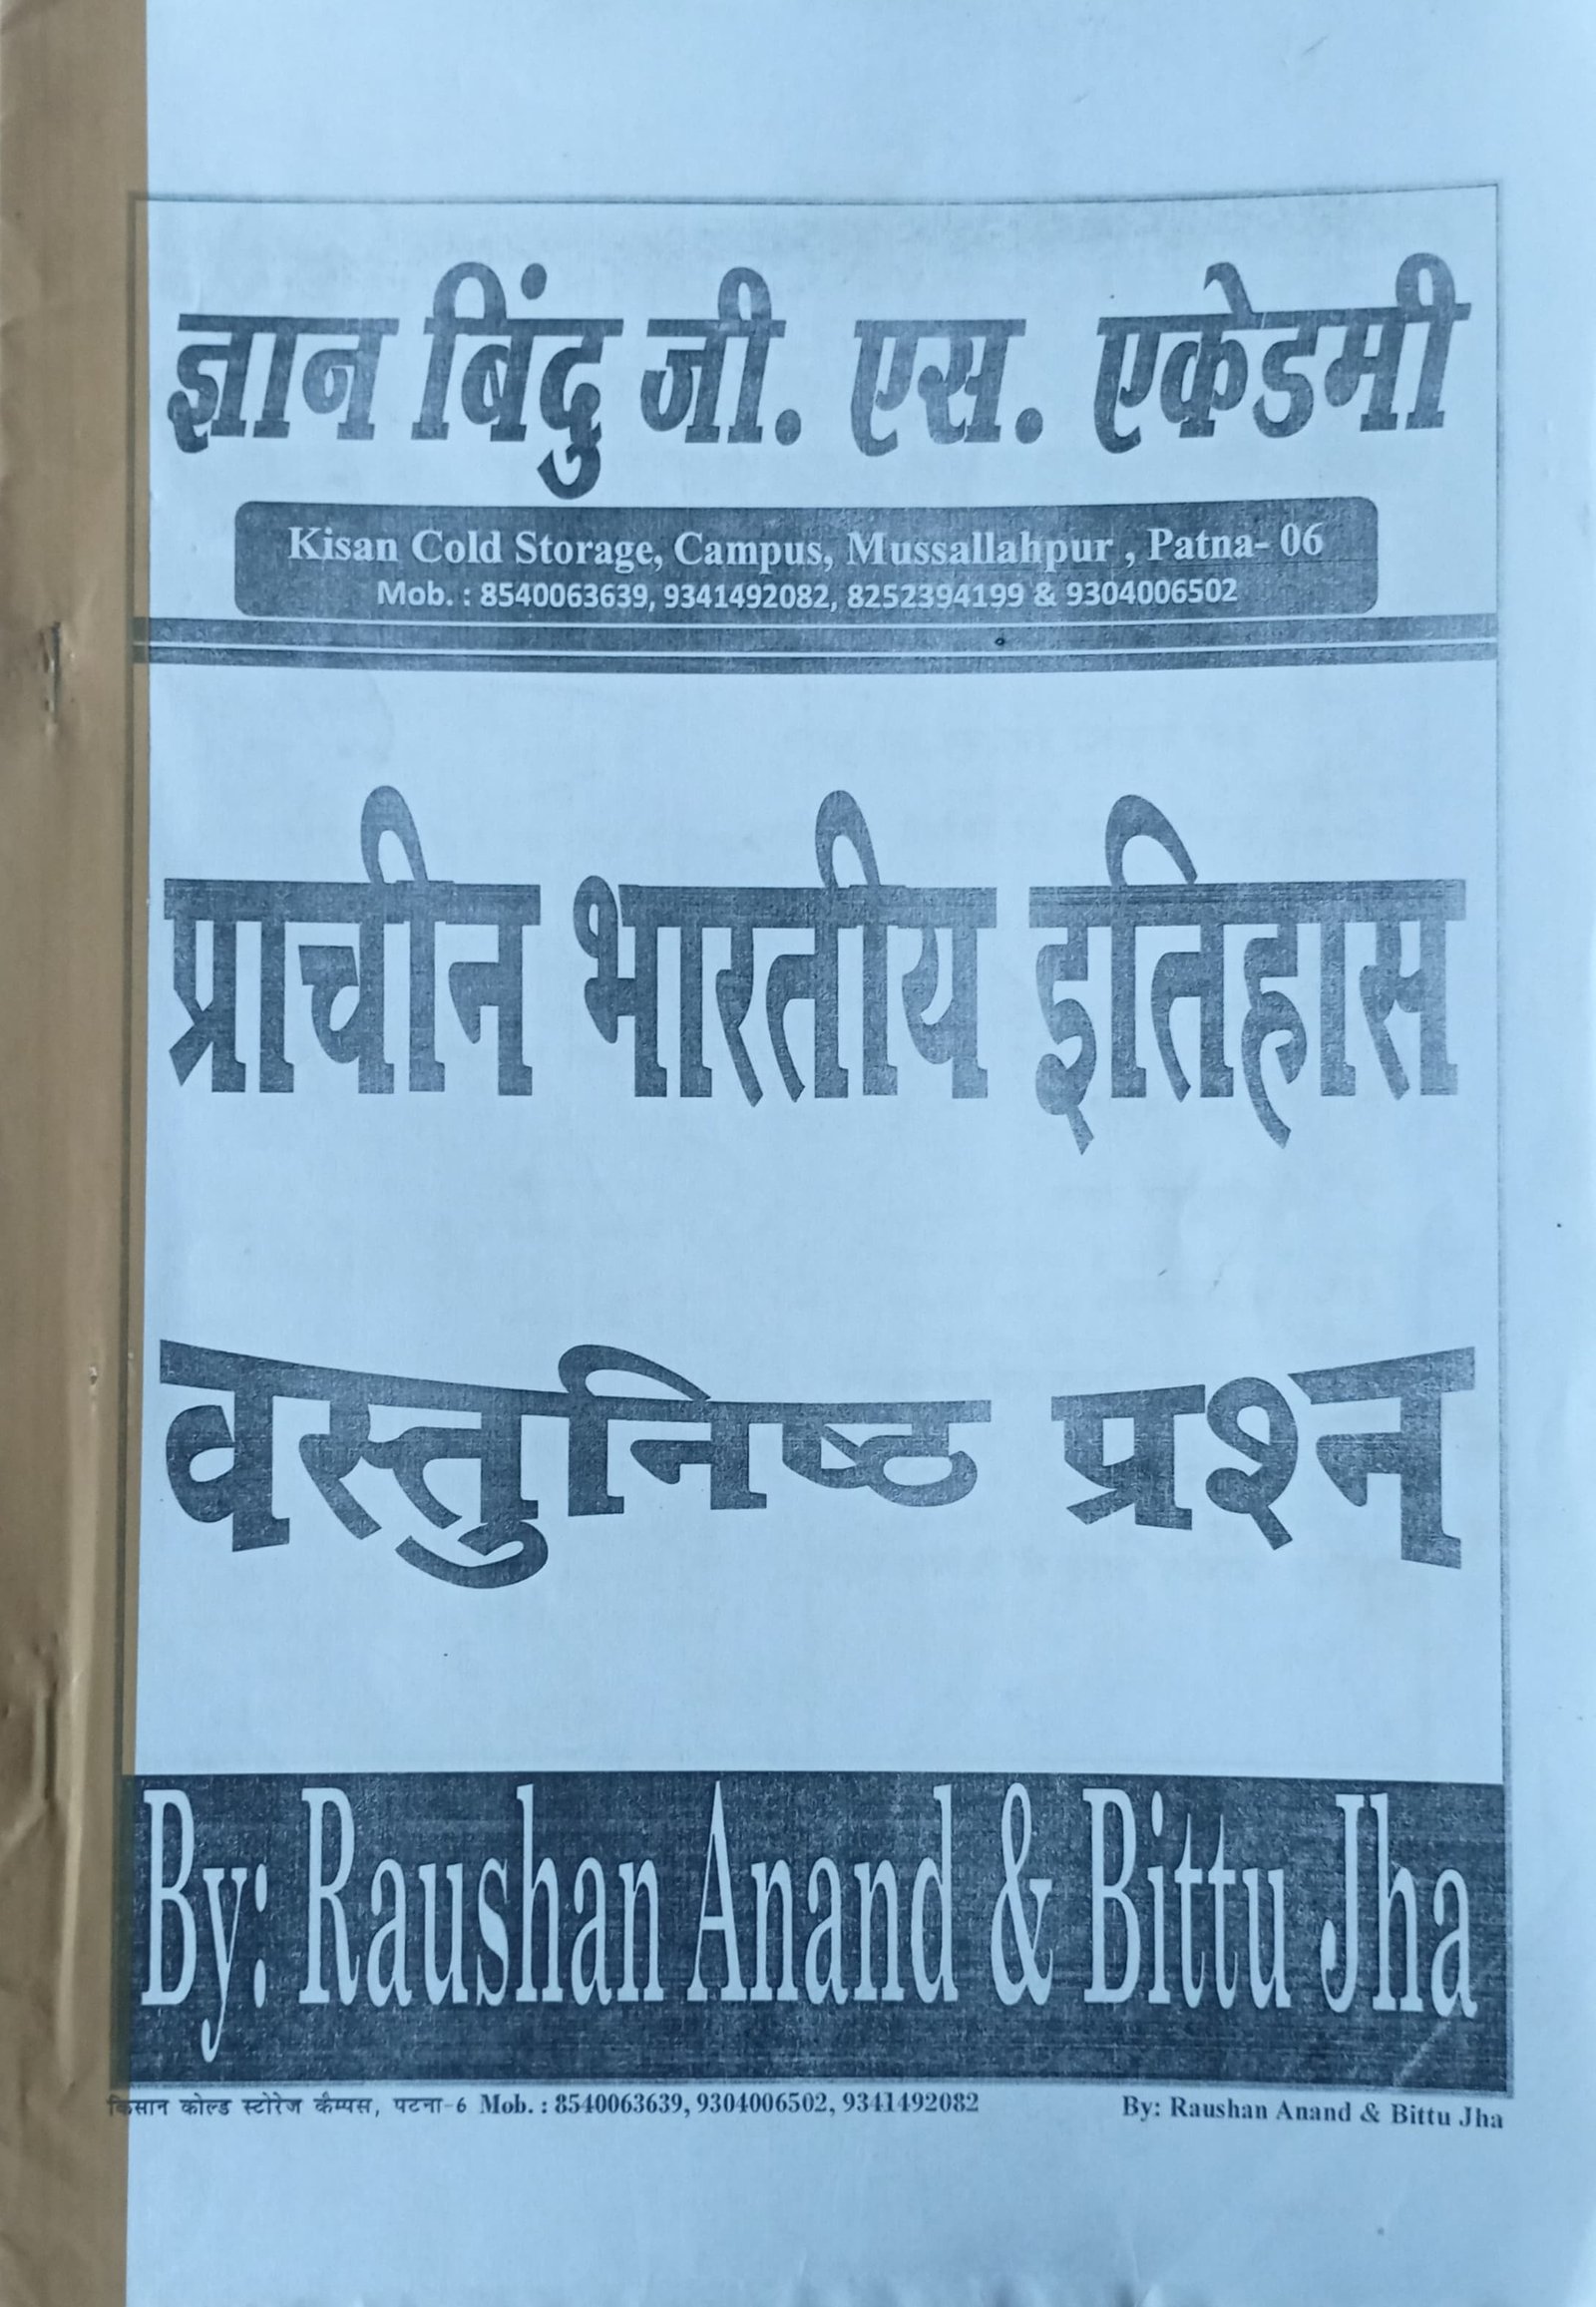 ज्ञान बिंदु जी. एस. एकेडमी
Kisan Cold Storage, Campus, Mussallahpur , Patna- 06
Mob. : 8540063639, 9341492082, 8252394199 & 9304006502
प्राचीन भारतीय इतिहास
वस्तुनिष्ठ प्रश्न
By: Raushan Anand & Bittu Jha
किसान कोल्ड स्टोरेज कैम्पस, पटना-6 Mob. : 8540063639, 9304006502, 9341492082 By: Raushan Anand & Bittu Jha